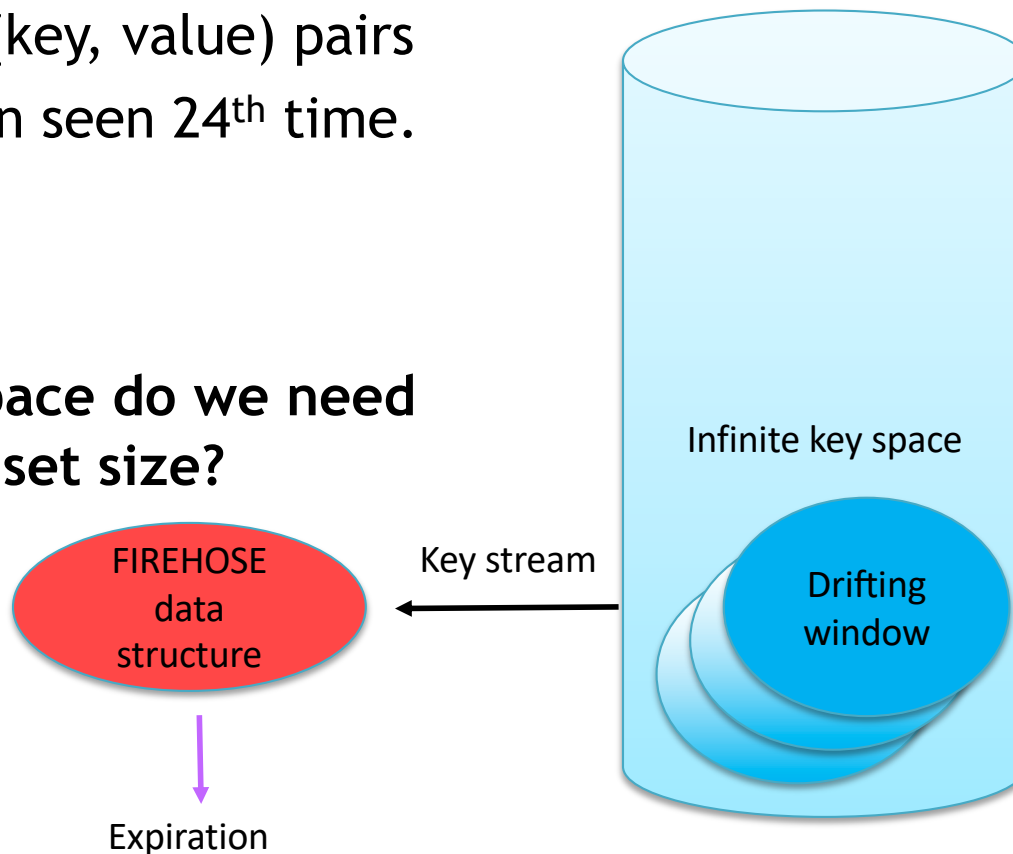 (key, value) pairs
n seen 24th time.
pace do we need
set size?
Infinite key space
FIREHOSE
data
structure
Key stream
Drifting
window
Expiration